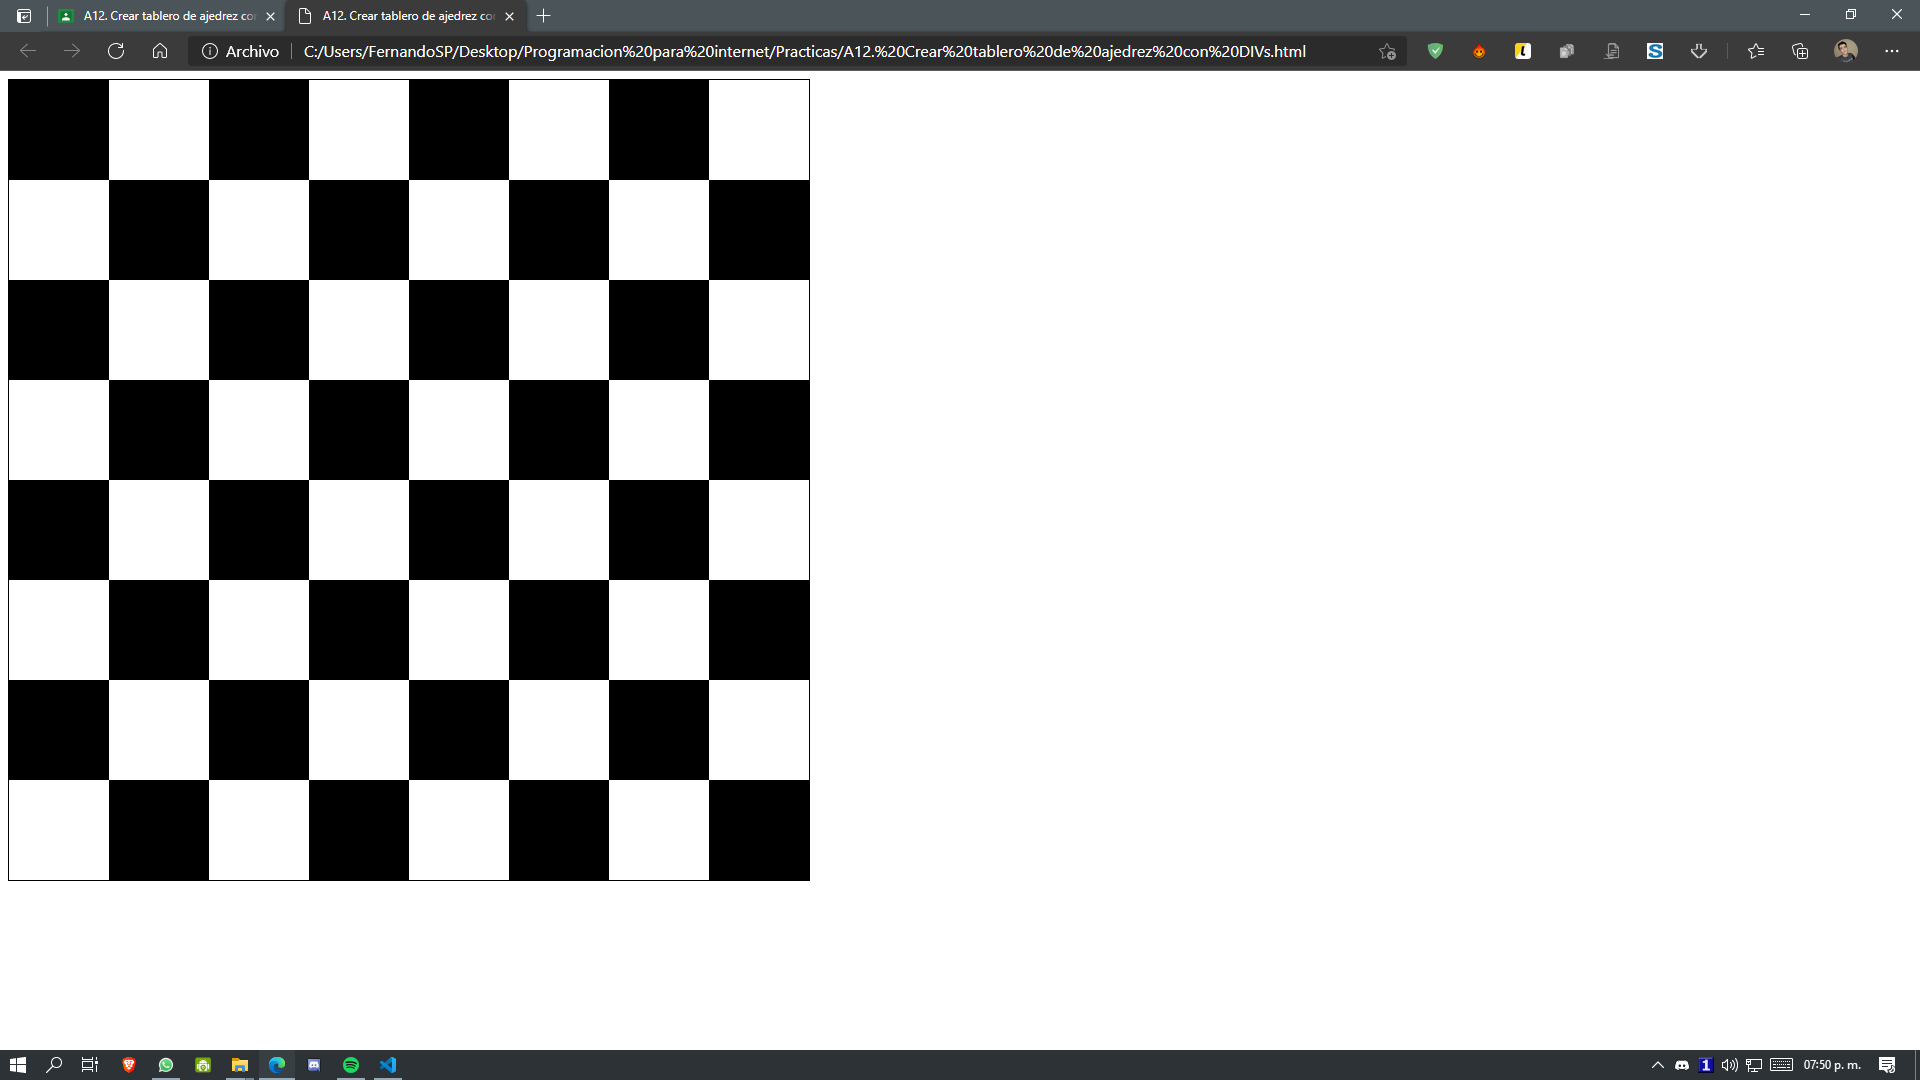 A12. Crear tablero de ajedrez co
A12. Crear tablero de ajedrez co
Archivo
C:/Users/FernandoSP/Desktop/Programacion%20para%20internet/Practicas/A12.%20Crear%20tablero%20de%20ajedrez%20con%20DIVs.html
1
07:50 p. m.